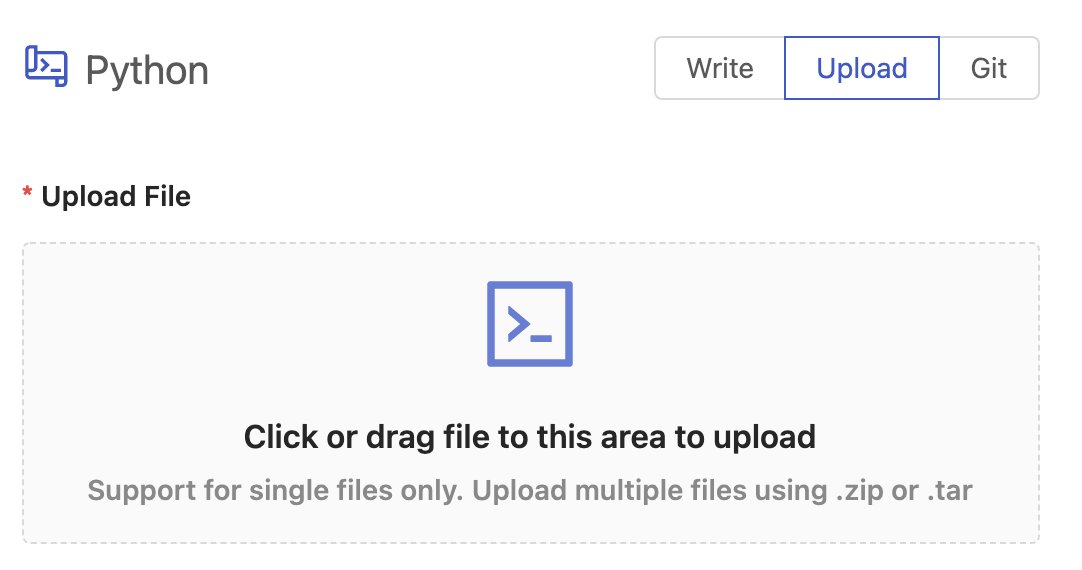 Python
Write
Upload
Git
* Upload File
Click or drag file to this area to upload
Support for single files only. Upload multiple files using .zip or .tar